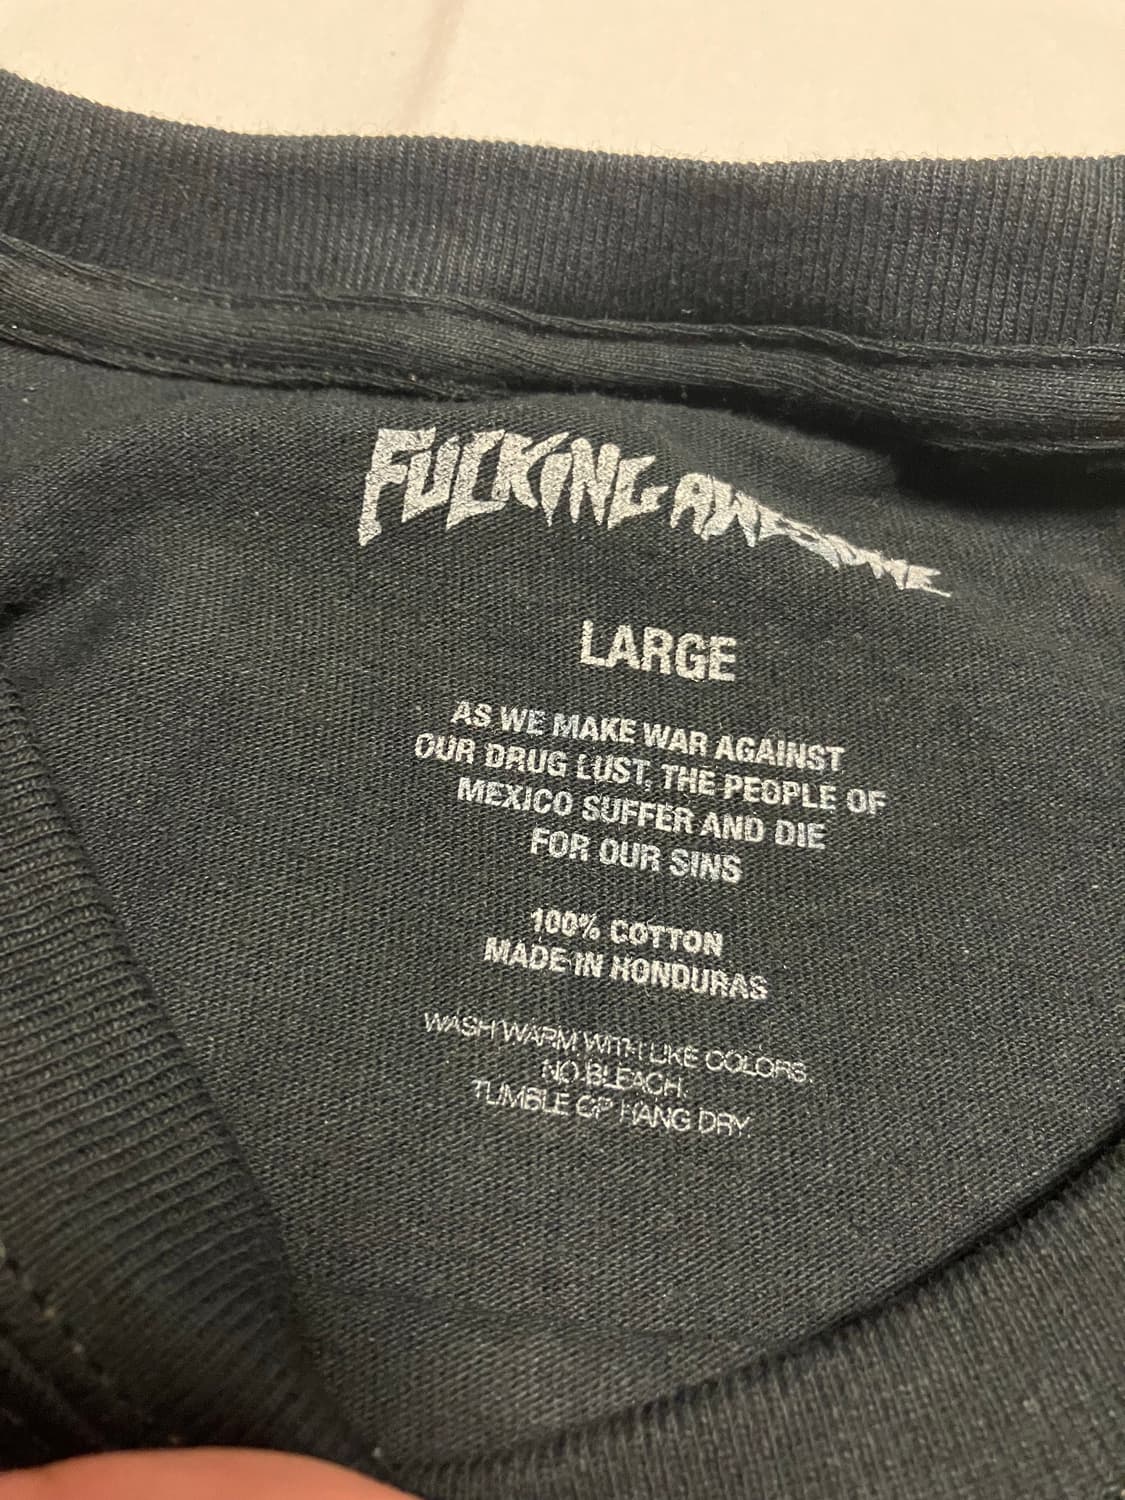 FUCKING AWESOME
LARGE
AS WE MAKE WAR AGAINST
OUR DRUG LUST, THE PEOPLE OF
MEXICO SUFFER AND DIE
FOR OUR SINS
100% COTTON
MADE IN HONDURAS
WASH WARM WITH LIKE COLORS.
NO BLEACH.
TUMBLE OR HANG DRY.